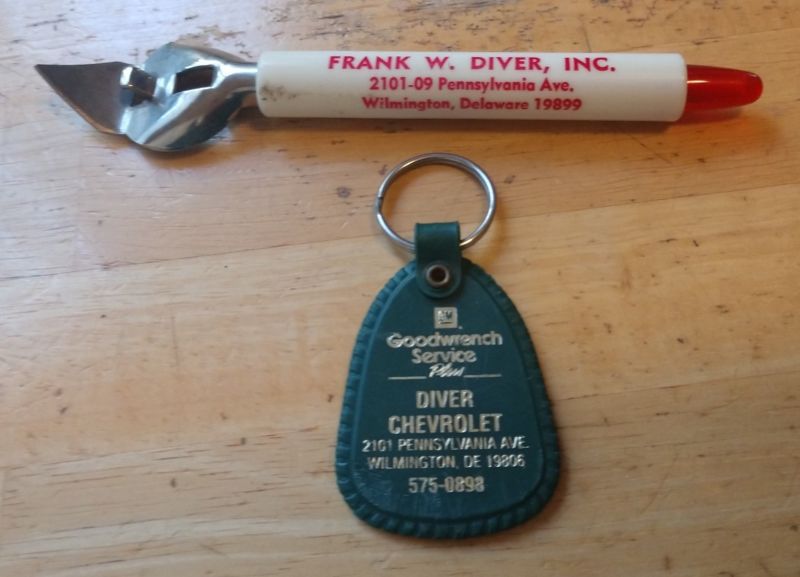 FRANK W. DIVER, INC.
2101-09 Pennsylvania Ave.
Wilmington, Delaware 19899
GM
Goodwrench
Service
Plus
DIVER
CHEVROLET
2101 PENNSYLVANIA AVE.
WILMINGTON, DE 19806
575-0898